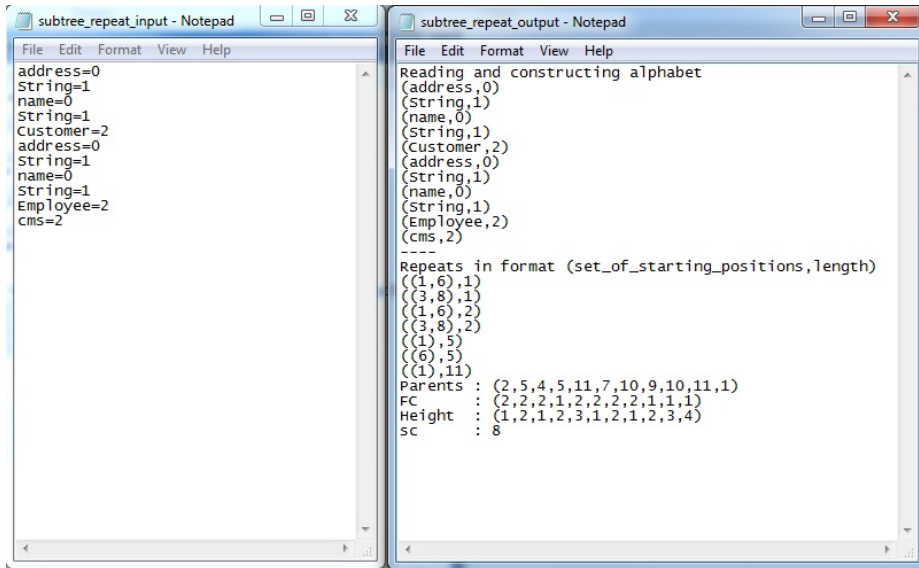 subtree_repeat_input - Notepad
File Edit Format View Help
address=0
String=1
name=0
String=1
Customer=2
address=0
String=1
name=0
String=1
Employee=2
cms=2
subtree_repeat_output - Notepad
File Edit Format View Help
Reading and constructing alphabet
(address,0)
(String,1)
(name,0)
(String,1)
(Customer,2)
(address,0)
(String,1)
(name,0)
(String,1)
(Employee,2)
(cms,2)
----
Repeats in format (set_of_starting_positions,length)
((1,6),1)
((3,8),1)
((1,6),2)
((3,8),2)
((1),5)
((6),5)
((1),11)
Parents : (2,5,4,5,11,7,10,9,10,11,1)
FC : (2,2,2,1,2,2,2,2,1,1,1)
Height : (1,2,1,2,3,1,2,1,2,3,4)
sc : 8